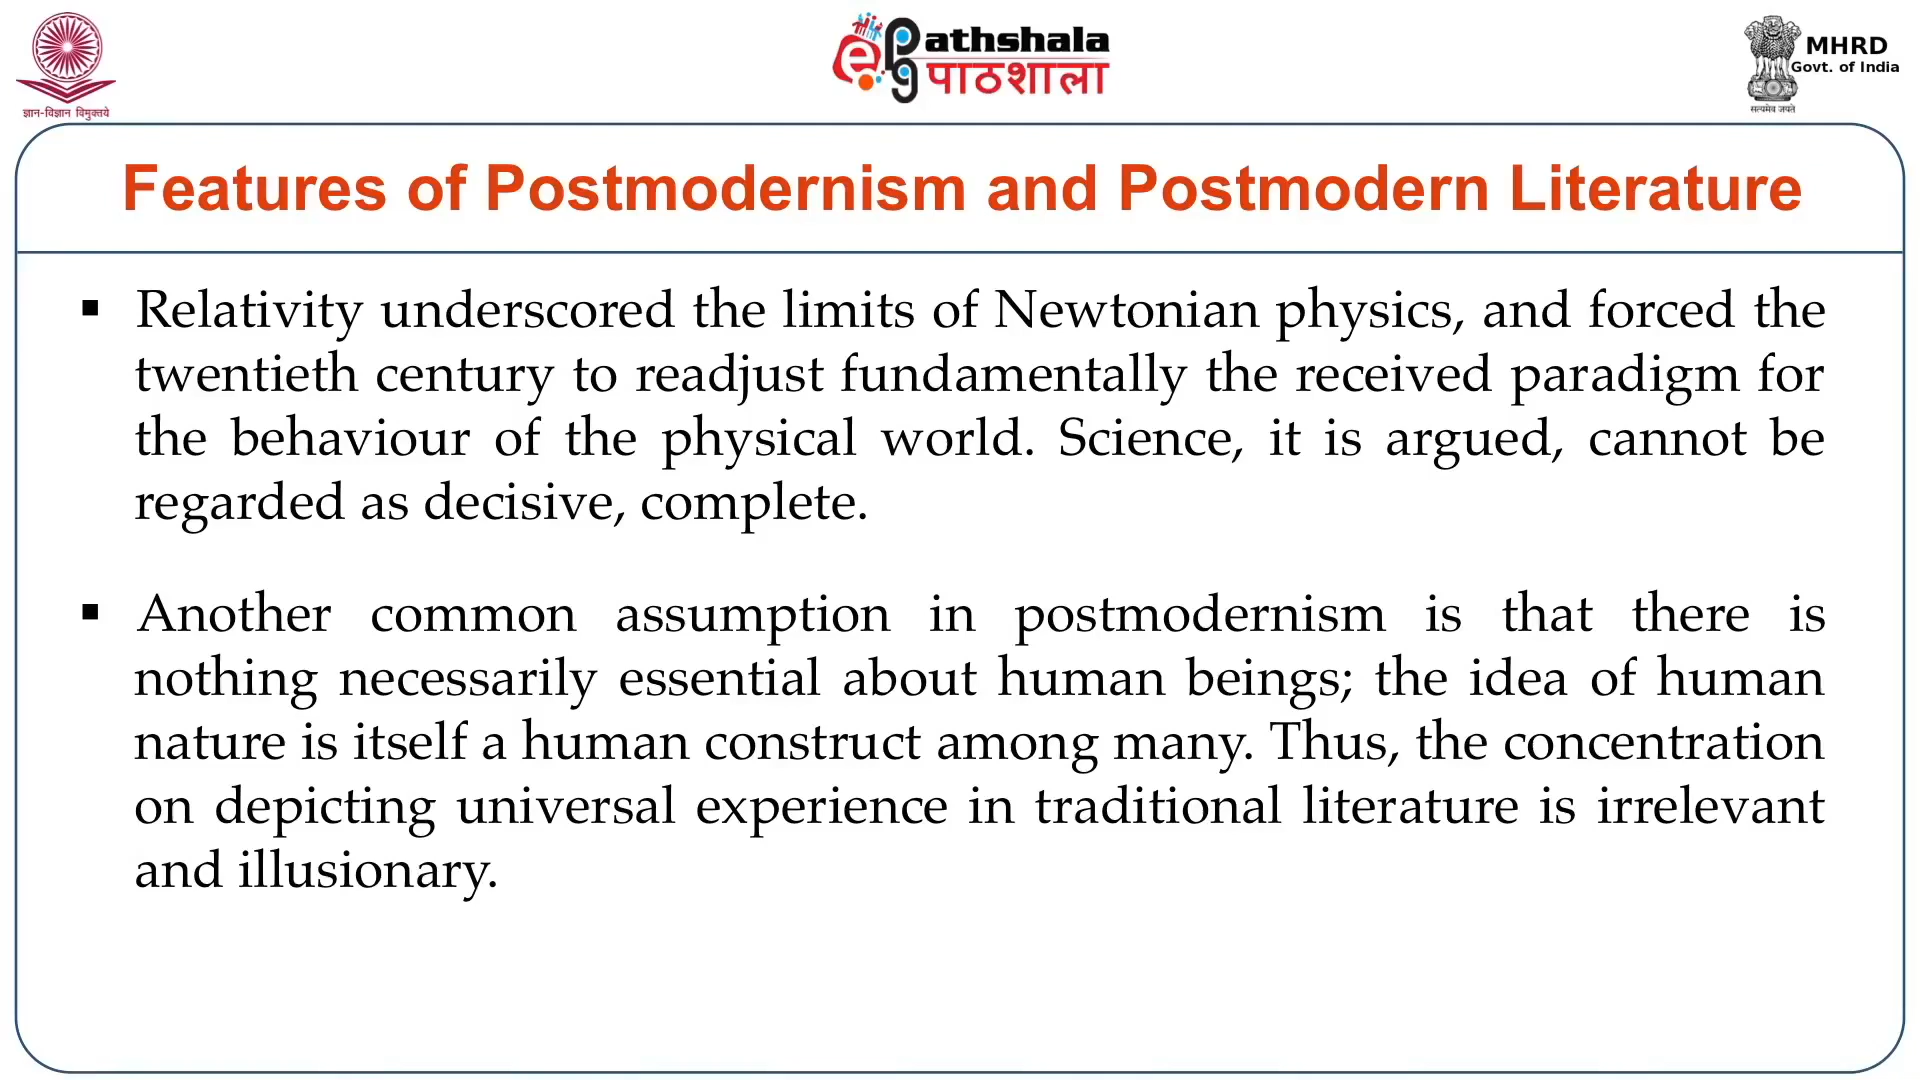 ज्ञान-विज्ञान विमुक्तये
e
pg
athshala
पाठशाला
MHRD
Govt. of India
सत्यमेव जयते
Features of Postmodernism and Postmodern Literature
▪ Relativity underscored the limits of Newtonian physics, and forced the
twentieth century to readjust fundamentally the received paradigm for
the behaviour of the physical world. Science, it is argued, cannot be
regarded as decisive, complete.
▪ Another common assumption in postmodernism is that there is
nothing necessarily essential about human beings; the idea of human
nature is itself a human construct among many. Thus, the concentration
on depicting universal experience in traditional literature is irrelevant
and illusionary.